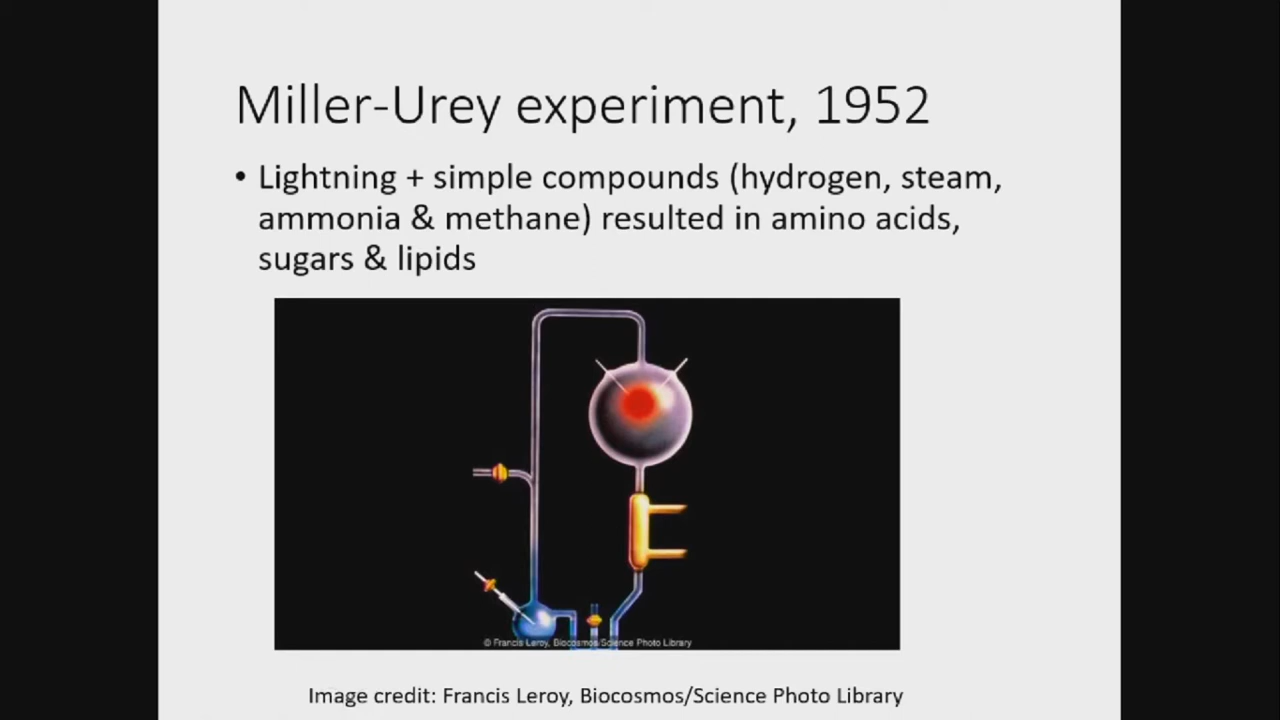 Miller-Urey experiment, 1952
• Lightning + simple compounds (hydrogen, steam,
ammonia & methane) resulted in amino acids,
sugars & lipids
© Francis Leroy, Biocosmos/Science Photo Library
Image credit: Francis Leroy, Biocosmos/Science Photo Library